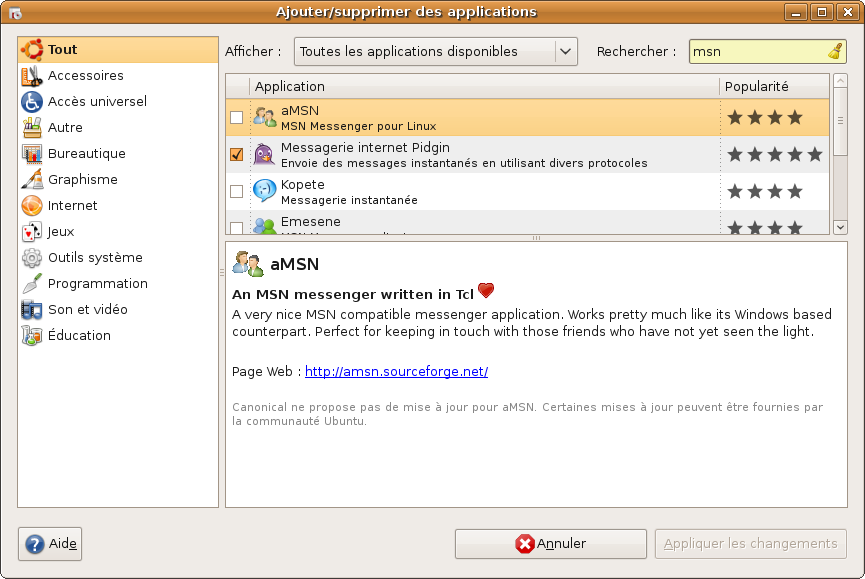 Ajouter/supprimer des applications
Tout
Accessoires
Accès universel
Autre
Bureautique
Graphisme
Internet
Jeux
Outils système
Programmation
Son et vidéo
Éducation
Afficher : Toutes les applications disponibles Rechercher : msn
Application Popularité
aMSN
MSN Messenger pour Linux
Messagerie internet Pidgin
Envoie des messages instantanés en utilisant divers protocoles
Kopete
Messagerie instantanée
Emesene
aMSN
An MSN messenger written in Tcl
A very nice MSN compatible messenger application. Works pretty much like its Windows based
counterpart. Perfect for keeping in touch with those friends who have not yet seen the light.
Page Web : http://amsn.sourceforge.net/
Canonical ne propose pas de mise à jour pour aMSN. Certaines mises à jour peuvent être fournies par
la communauté Ubuntu.
Aide Annuler Appliquer les changements